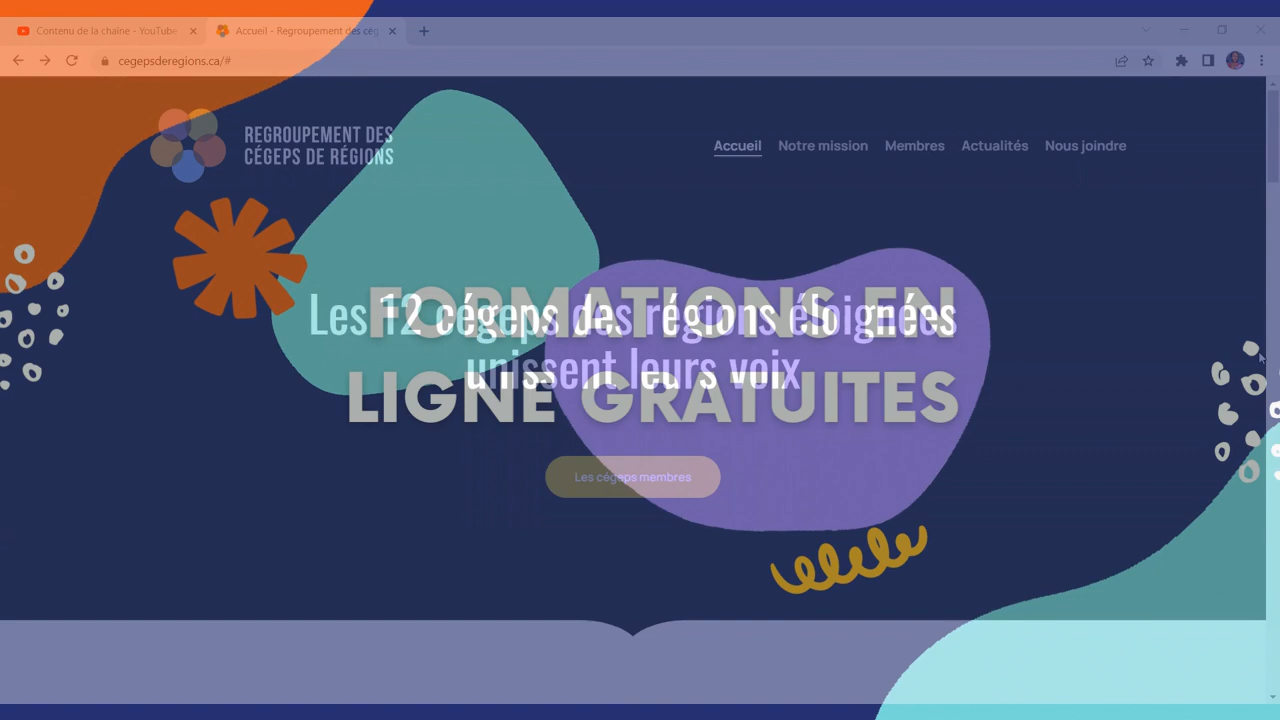 Contenu de la chaîne - YouTube
Accueil - Regroupement des cég
cegepsderegions.ca/#
REGROUPEMENT DES
CÉGEPS DE RÉGIONS
Accueil
Notre mission
Membres
Actualités
Nous joindre
Les 12 cégeps des régions éloignées
unissent leurs voix
FORMATIONS EN
LIGNE GRATUITES
Les cégeps membres